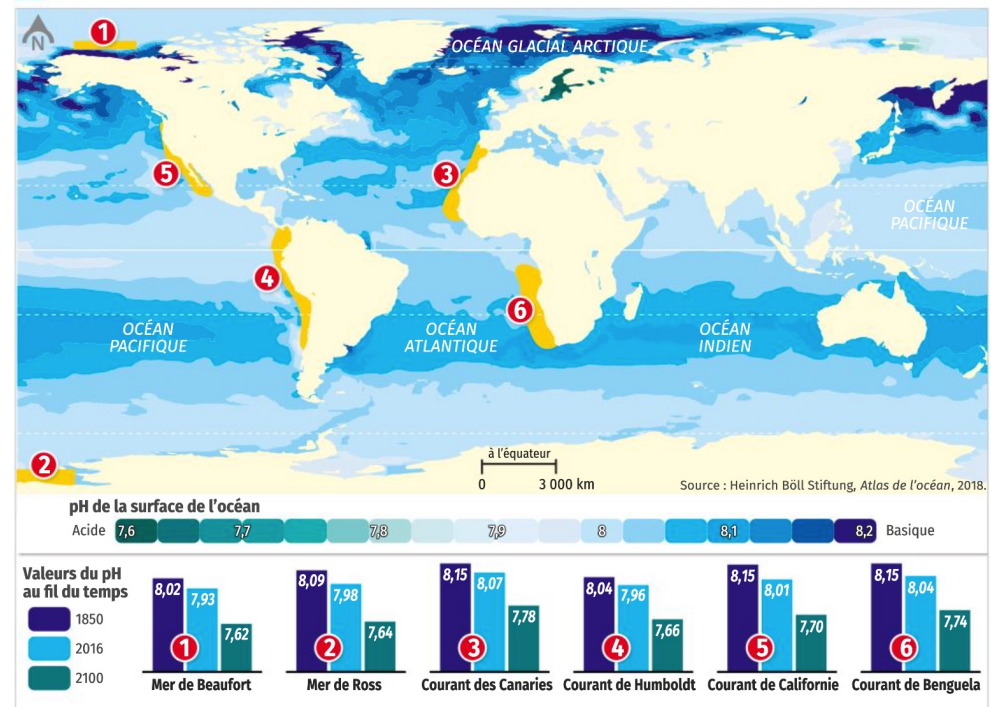 1
N
OCÉAN GLACIAL ARCTIQUE
5
3
OCÉAN
PACIFIQUE
4
6
OCÉAN
PACIFIQUE
OCÉAN
ATLANTIQUE
OCÉAN
INDIEN
2
à l'équateur
0 3 000 km
Source : Heinrich Böll Stiftung, Atlas de l'océan, 2018.
pH de la surface de l'océan
Acide 7,6 7,7 7,8 7,9 8 8,1 8,2 Basique
Valeurs du pH
au fil du temps
1850
2016
2100
8,02 7,93 7,62
1
Mer de Beaufort
8,09 7,98 7,64
2
Mer de Ross
8,15 8,07 7,78
3
Courant des Canaries
8,04 7,96 7,66
4
Courant de Humboldt
8,15 8,01 7,70
5
Courant de Californie
8,15 8,04 7,74
6
Courant de Benguela